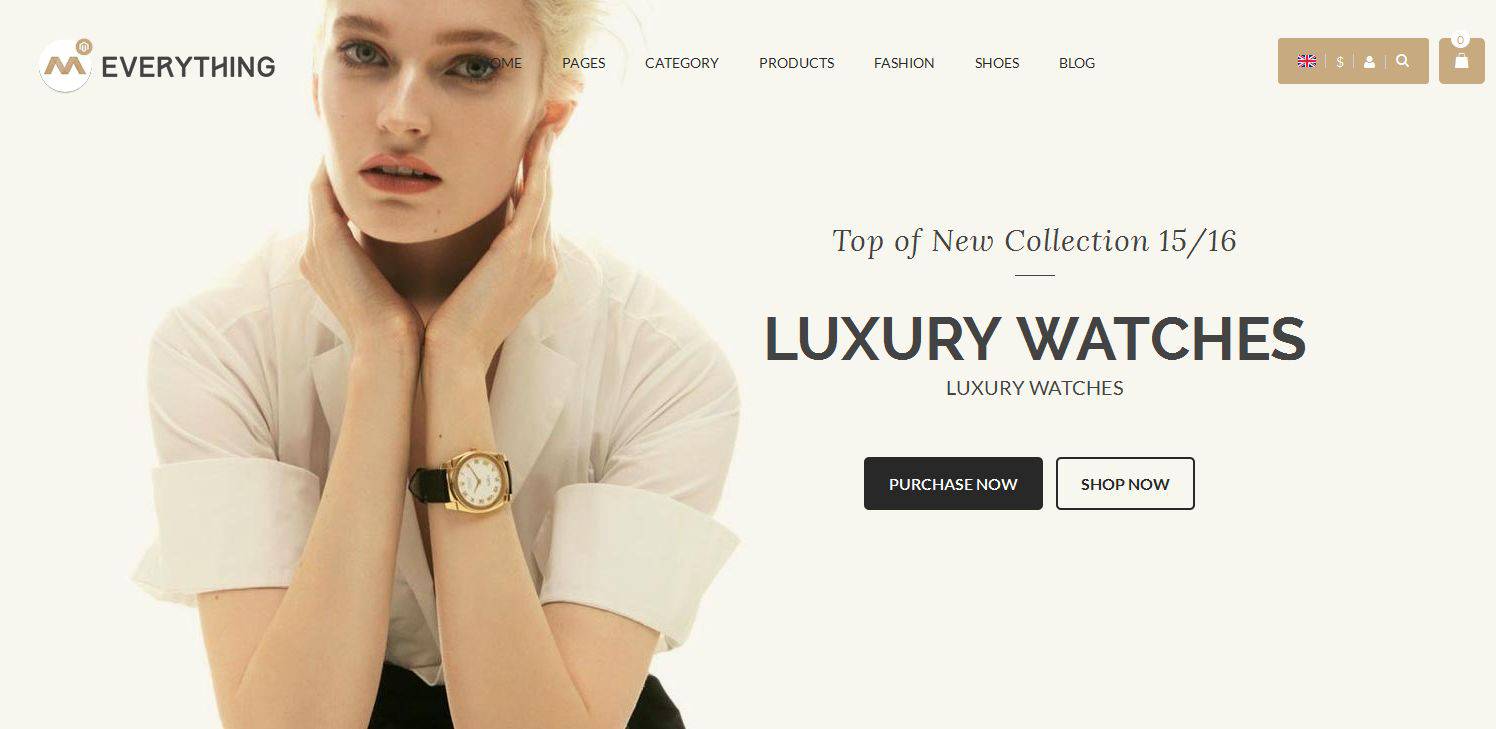 EVERYTHING
HOME PAGES CATEGORY PRODUCTS FASHION SHOES BLOG
$
0
Top of New Collection 15/16
LUXURY WATCHES
LUXURY WATCHES
PURCHASE NOW SHOP NOW